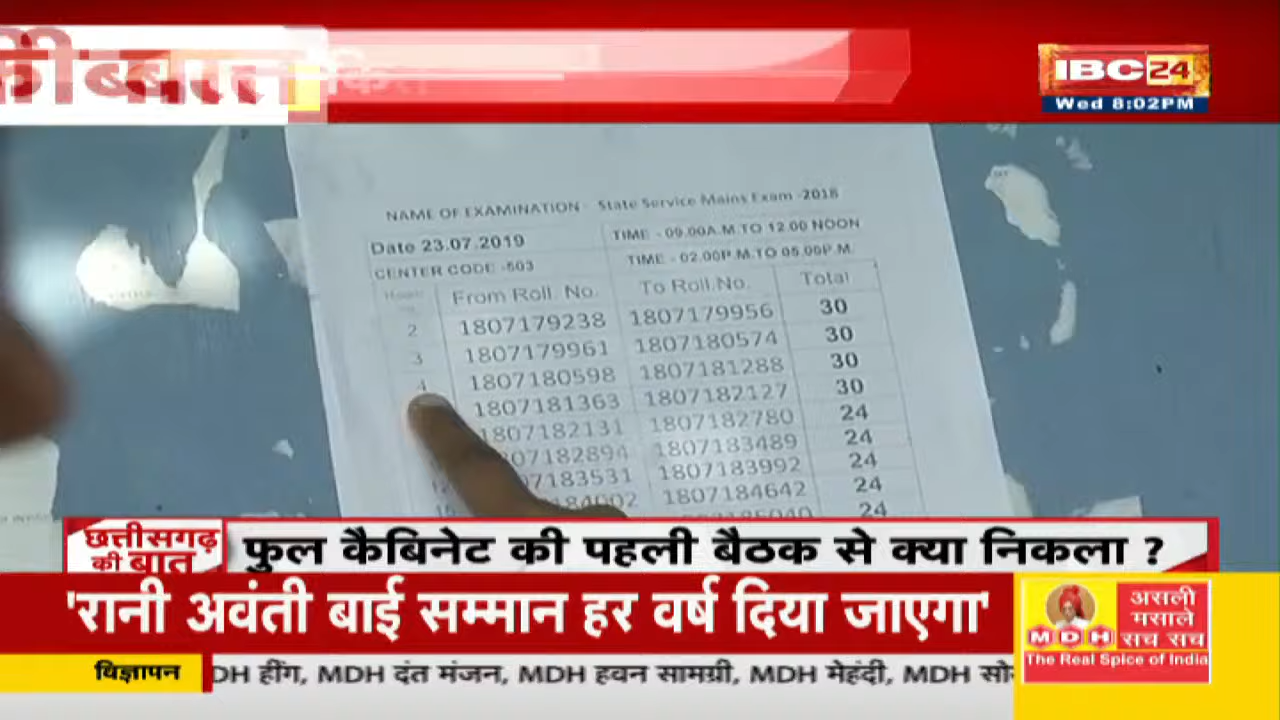 की बात
IBC24
Wed 8:02PM
NAME OF EXAMINATION - State Service Mains Exam -2018
Date 23.07.2019
TIME - 09.00A.M.TO 12.00 NOON
CENTER CODE -503
TIME - 02.00P.M.TO 05.00P.M.
From Roll. No. To Roll.No. Total
2 1807179238 1807179956 30
3 1807179961 1807180574 30
4 1807180598 1807181288 30
1807181363 1807182127 30
1807182131 1807182780 24
1807183489 24
1807183992 24
1807184642 24
24
छत्तीसगढ़
की बात
फुल कैबिनेट की पहली बैठक से क्या निकला ?
'रानी अवंती बाई सम्मान हर वर्ष दिया जाएगा'
असली
मसाले
सच सच
MDH
The Real Spice of India
विज्ञापन
DH हींग, MDH दंत मंजन, MDH हवन सामग्री, MDH मेहंदी, MDH सो